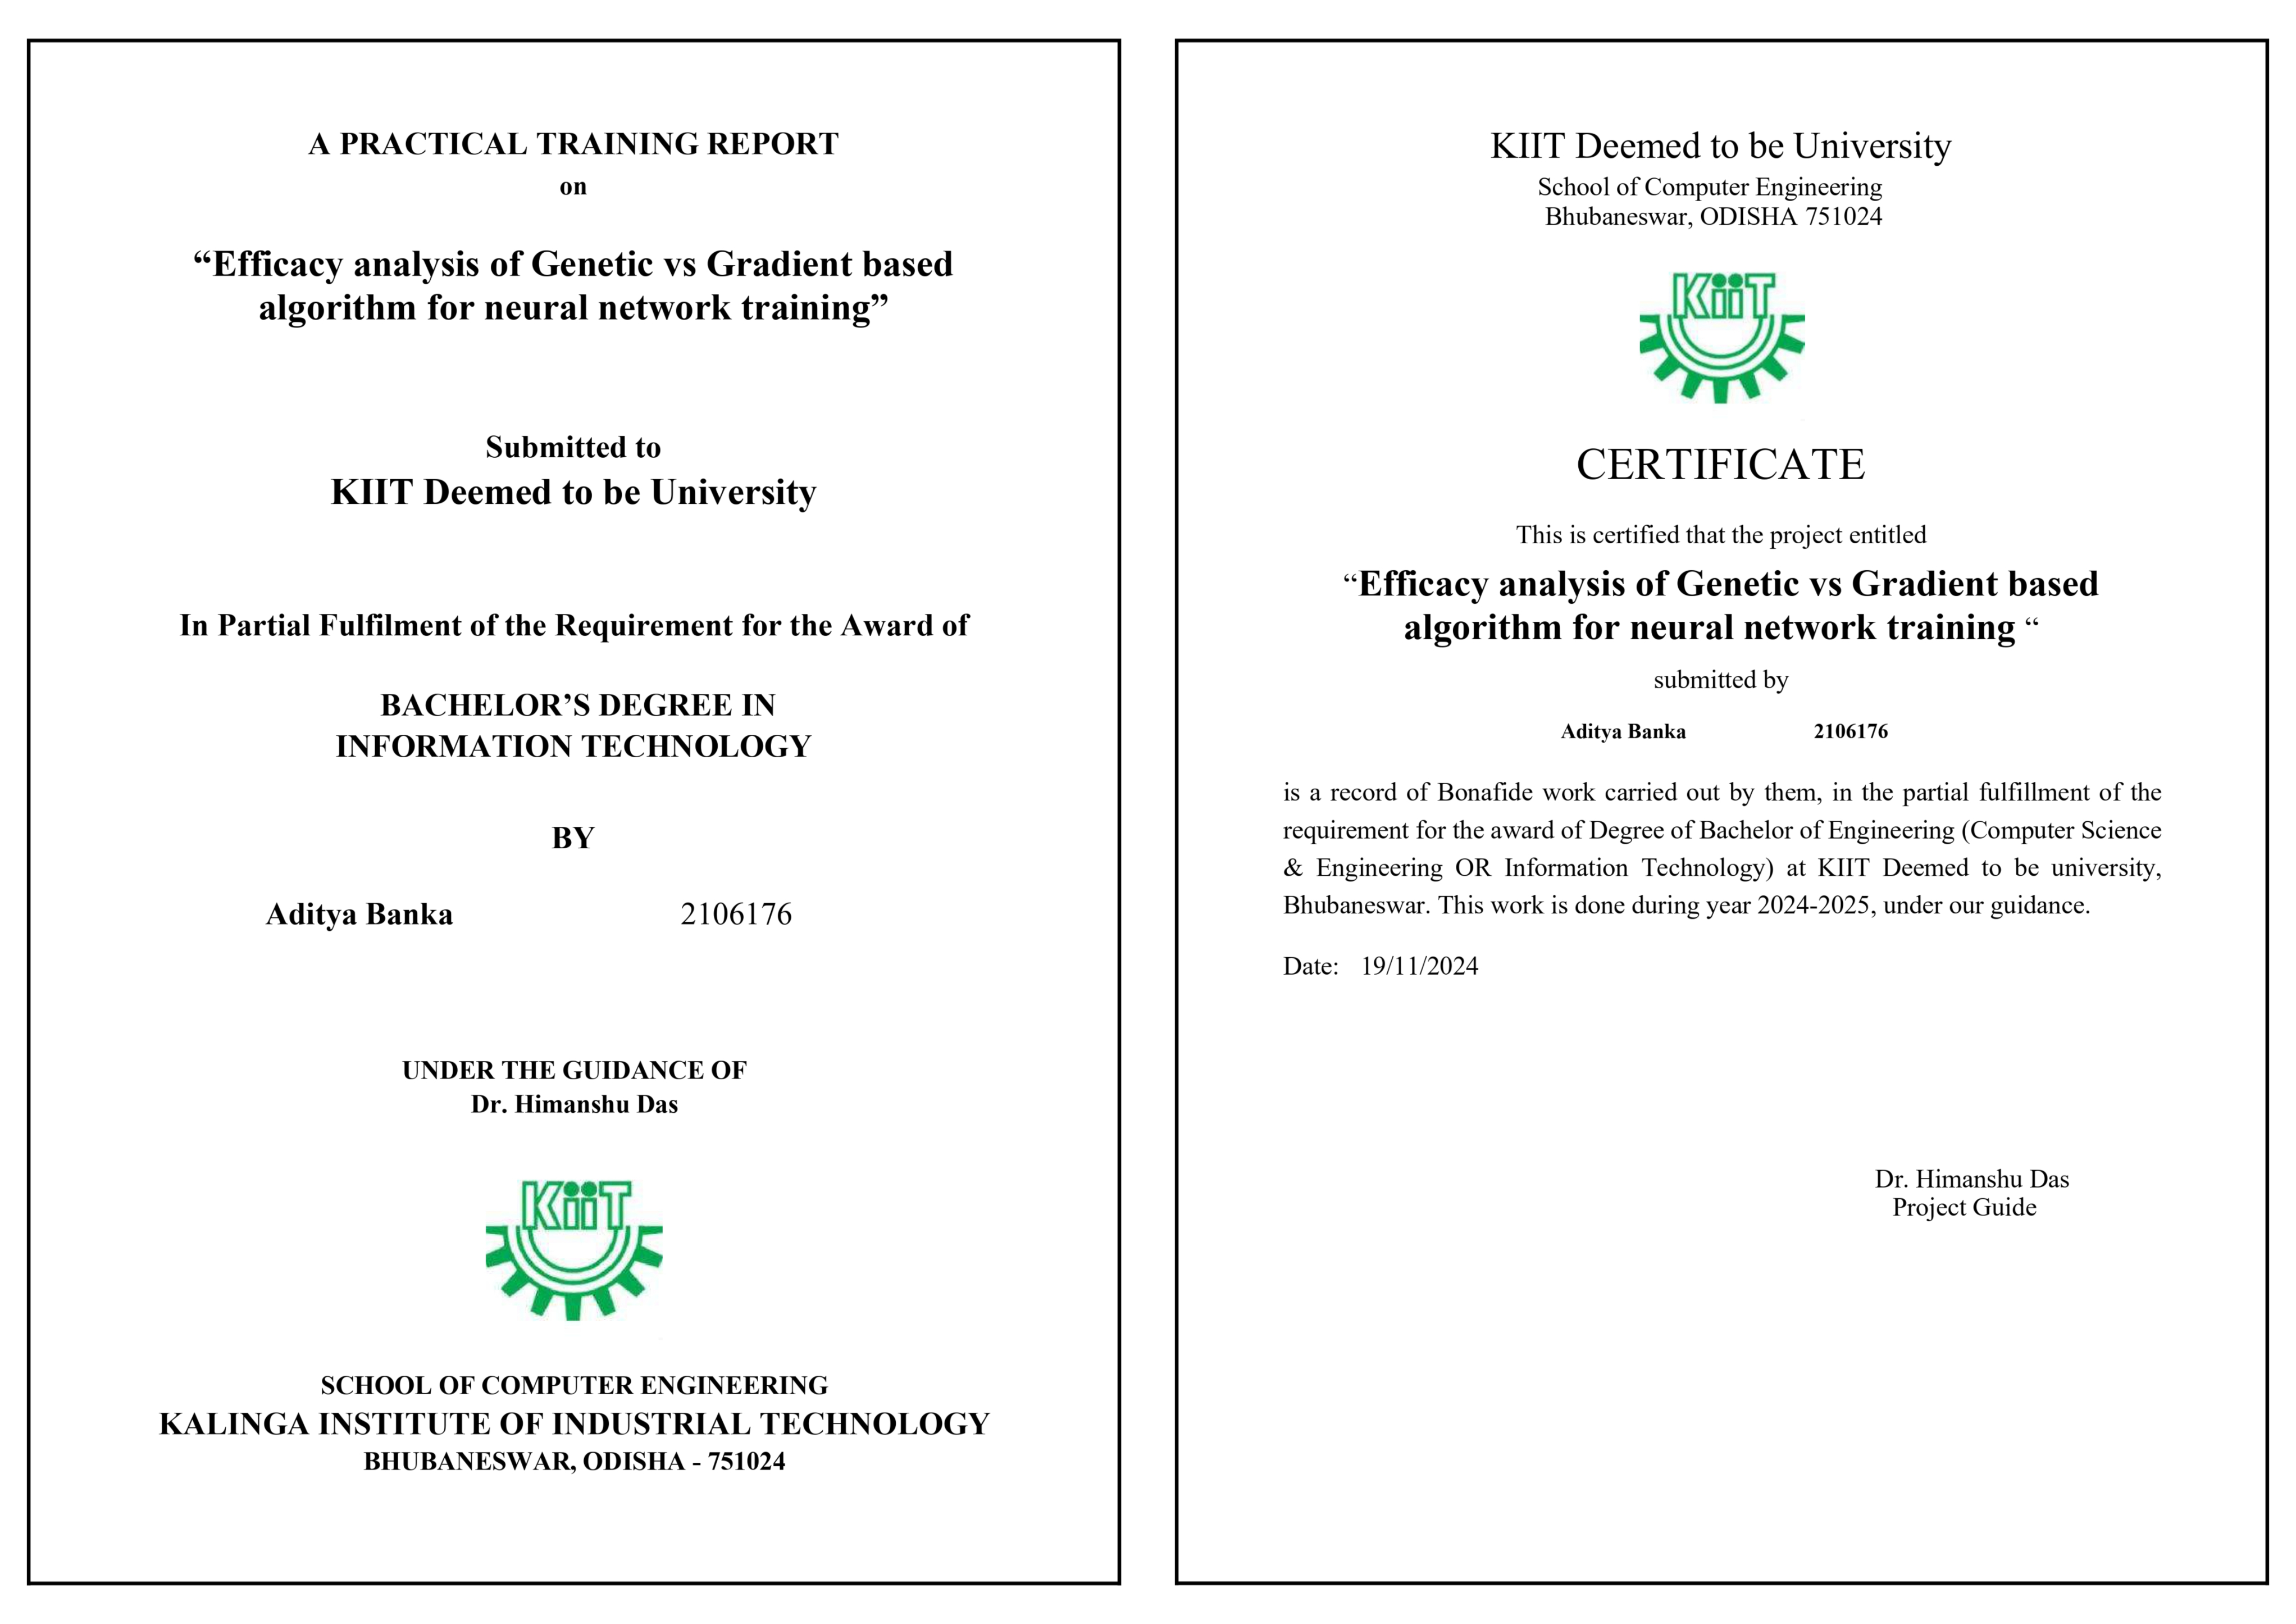 A PRACTICAL TRAINING REPORT
on
“Efficacy analysis of Genetic vs Gradient based
algorithm for neural network training”
Submitted to
KIIT Deemed to be University
In Partial Fulfilment of the Requirement for the Award of
BACHELOR’S DEGREE IN
INFORMATION TECHNOLOGY
BY
Aditya Banka 2106176
UNDER THE GUIDANCE OF
Dr. Himanshu Das
KiiT
SCHOOL OF COMPUTER ENGINEERING
KALINGA INSTITUTE OF INDUSTRIAL TECHNOLOGY
BHUBANESWAR, ODISHA - 751024
KIIT Deemed to be University
School of Computer Engineering
Bhubaneswar, ODISHA 751024
KiiT
CERTIFICATE
This is certified that the project entitled
“Efficacy analysis of Genetic vs Gradient based
algorithm for neural network training “
submitted by
Aditya Banka 2106176
is a record of Bonafide work carried out by them, in the partial fulfillment of the
requirement for the award of Degree of Bachelor of Engineering (Computer Science
& Engineering OR Information Technology) at KIIT Deemed to be university,
Bhubaneswar. This work is done during year 2024-2025, under our guidance.
Date: 19/11/2024
Dr. Himanshu Das
Project Guide